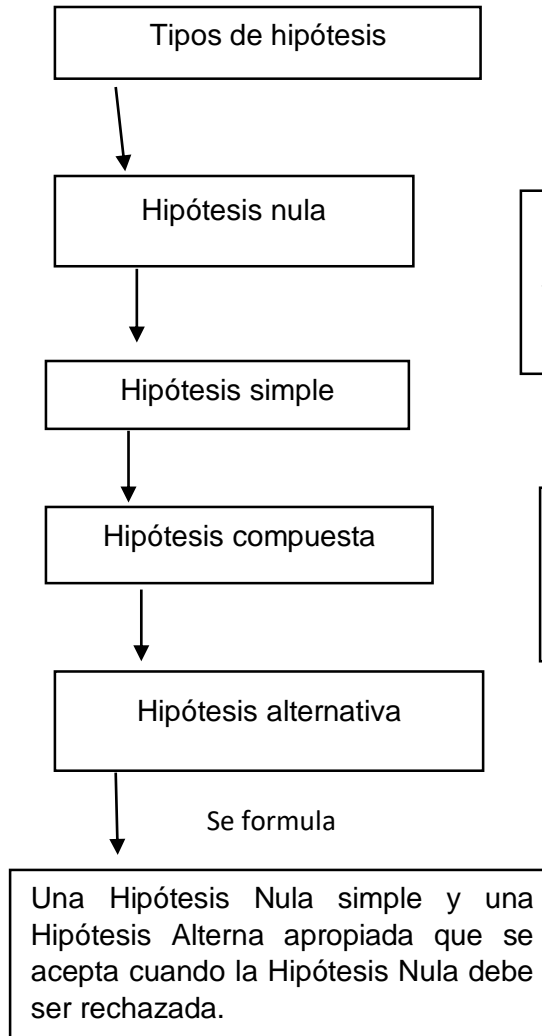 Tipos de hipótesis
Hipótesis nula
Hipótesis simple
Hipótesis compuesta
Hipótesis alternativa
Se formula
Una Hipótesis Nula simple y una
Hipótesis Alterna apropiada que se
acepta cuando la Hipótesis Nula debe
ser rechazada.